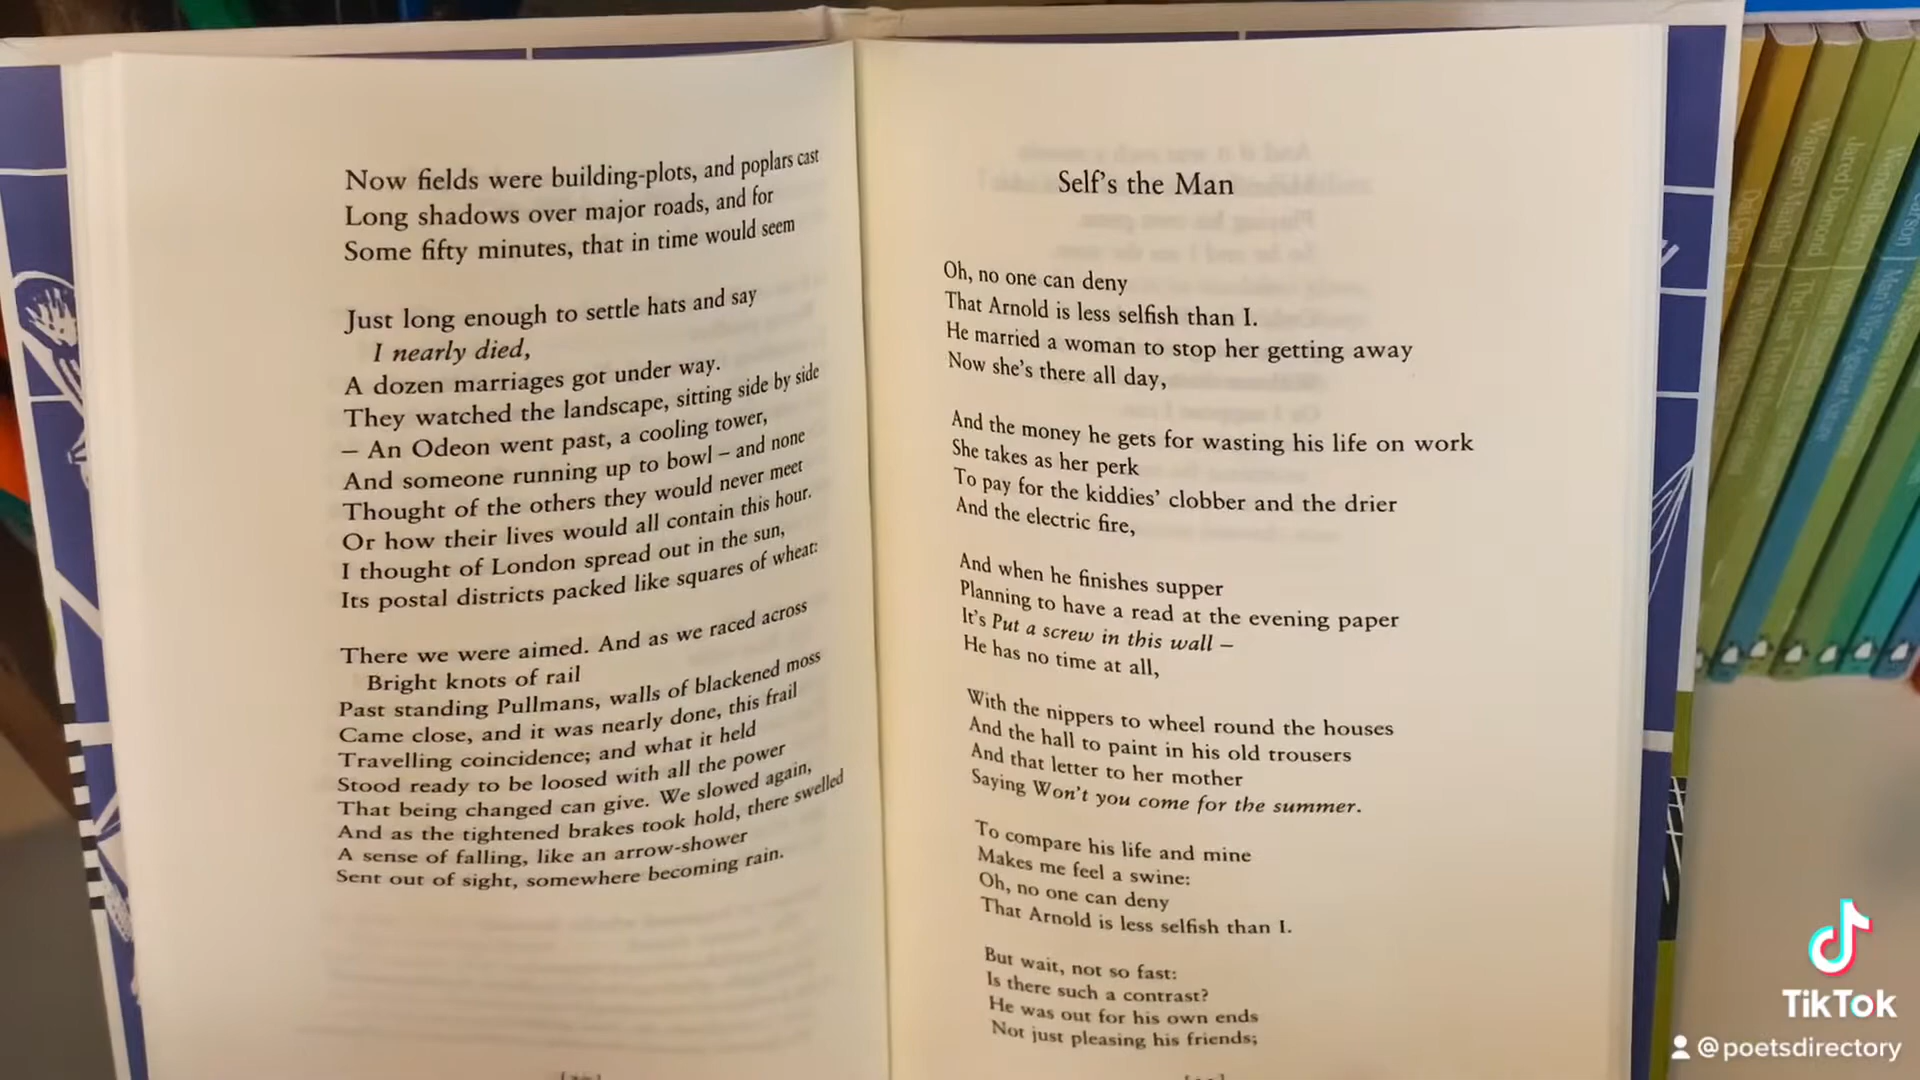 Now fields were building-plots, and poplars cast
Long shadows over major roads, and for
Some fifty minutes, that in time would seem
Just long enough to settle hats and say
I nearly died,
A dozen marriages got under way.
They watched the landscape, sitting side by side
– An Odeon went past, a cooling tower,
And someone running up to bowl – and none
Thought of the others they would never meet
Or how their lives would all contain this hour.
I thought of London spread out in the sun,
Its postal districts packed like squares of wheat:
There we were aimed. And as we raced across
Bright knots of rail
Past standing Pullmans, walls of blackened moss
Came close, and it was nearly done, this frail
Travelling coincidence; and what it held
Stood ready to be loosed with all the power
That being changed can give. We slowed again,
And as the tightened brakes took hold, there swelled
A sense of falling, like an arrow-shower
Sent out of sight, somewhere becoming rain.
Self's the Man
Oh, no one can deny
That Arnold is less selfish than I.
He married a woman to stop her getting away
Now she's there all day,
And the money he gets for wasting his life on work
She takes as her perk
To pay for the kiddies' clobber and the drier
And the electric fire,
And when he finishes supper
Planning to have a read at the evening paper
It's Put a screw in this wall –
He has no time at all,
With the nippers to wheel round the houses
And the hall to paint in his old trousers
And that letter to her mother
Saying Won't you come for the summer.
To compare his life and mine
Makes me feel a swine:
Oh, no one can deny
That Arnold is less selfish than I.
But wait, not so fast:
Is there such a contrast?
He was out for his own ends
Not just pleasing his friends;
Wangari Maathai
Jared Diamond
Wendell Berry
TikTok
@poetsdirectory